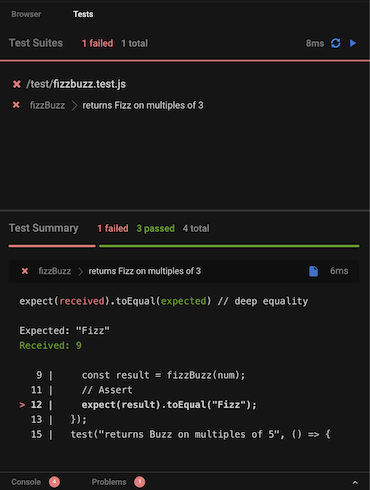 Browser Tests
Test Suites 1 failed 1 total 8ms
/test/fizzbuzz.test.js
fizzBuzz > returns Fizz on multiples of 3
Test Summary 1 failed 3 passed 4 total
fizzBuzz > returns Fizz on multiples of 3 6ms
expect(received).toEqual(expected) // deep equality
Expected: "Fizz"
Received: 9
9 | const result = fizzBuzz(num);
11 | // Assert
> 12 | expect(result).toEqual("Fizz");
13 | });
15 | test("returns Buzz on multiples of 5", () => {
Console 4 Problems 1